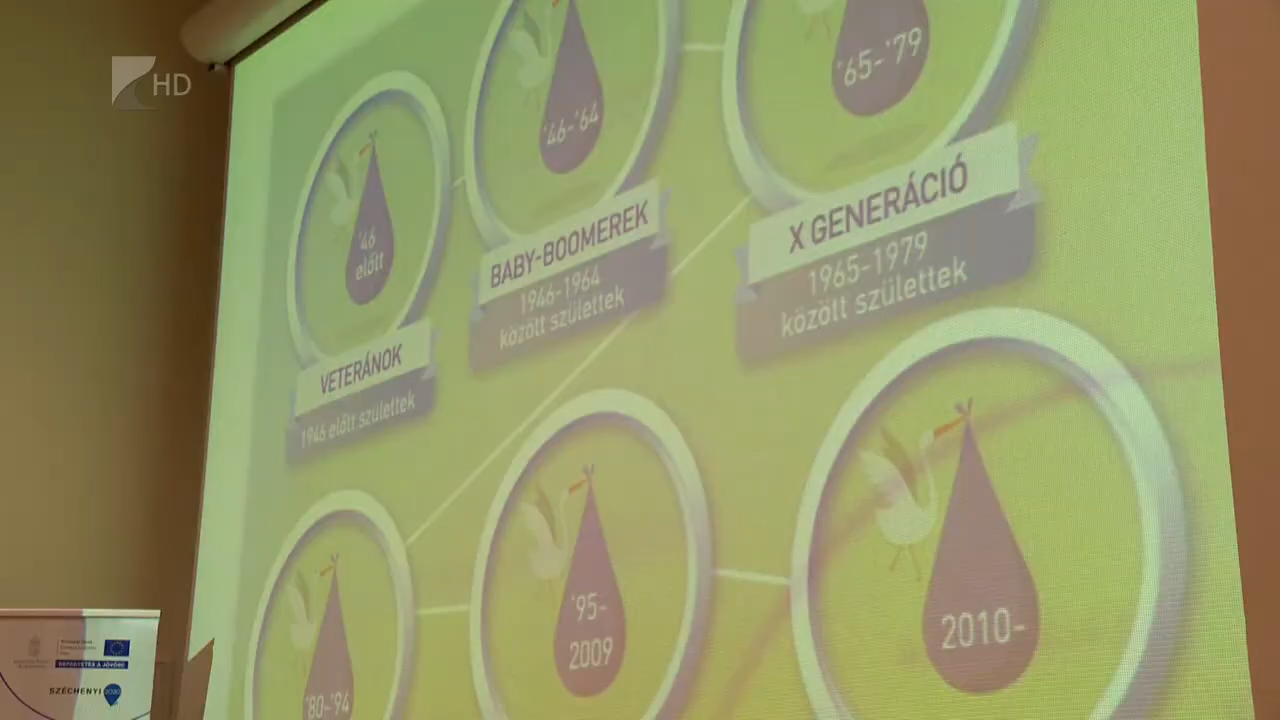 HD
'46-'64
'65-'79
'46
előtt
BABY-BOOMEREK
1946-1964
között születtek
X GENERÁCIÓ
1965-1979
között születtek
VETERÁNOK
1946 előtt születtek
'80-'94
'95-
2009
2010-
BEFEKTETÉS A JÖVŐBE
SZÉCHENYI 2020